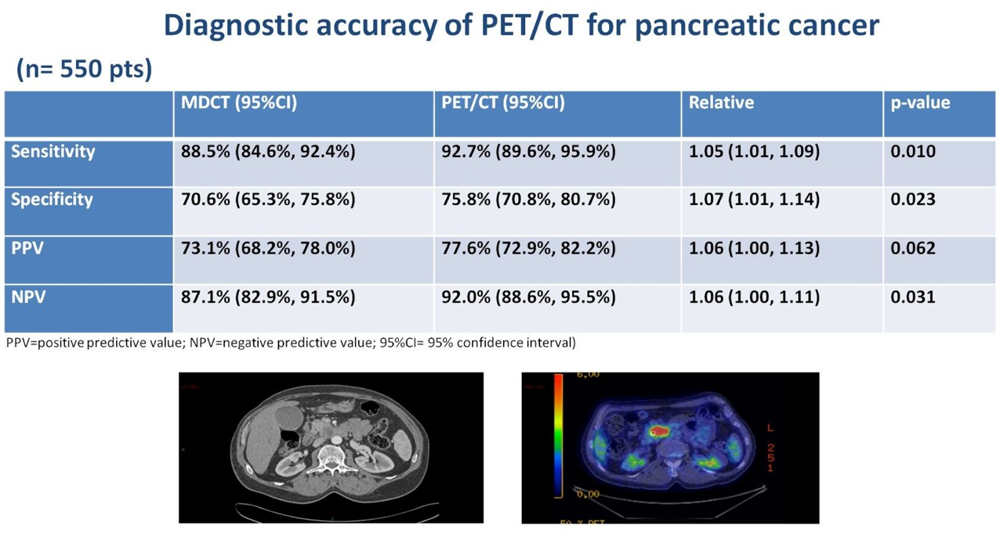 Diagnostic accuracy of PET/CT for pancreatic cancer
(n= 550 pts)
MDCT (95%CI) PET/CT (95%CI) Relative p-value
Sensitivity 88.5% (84.6%, 92.4%) 92.7% (89.6%, 95.9%) 1.05 (1.01, 1.09) 0.010
Specificity 70.6% (65.3%, 75.8%) 75.8% (70.8%, 80.7%) 1.07 (1.01, 1.14) 0.023
PPV 73.1% (68.2%, 78.0%) 77.6% (72.9%, 82.2%) 1.06 (1.00, 1.13) 0.062
NPV 87.1% (82.9%, 91.5%) 92.0% (88.6%, 95.5%) 1.06 (1.00, 1.11) 0.031
PPV=positive predictive value; NPV=negative predictive value; 95%CI= 95% confidence interval)
6.00
L
2
5
1
0.00
50 % PET